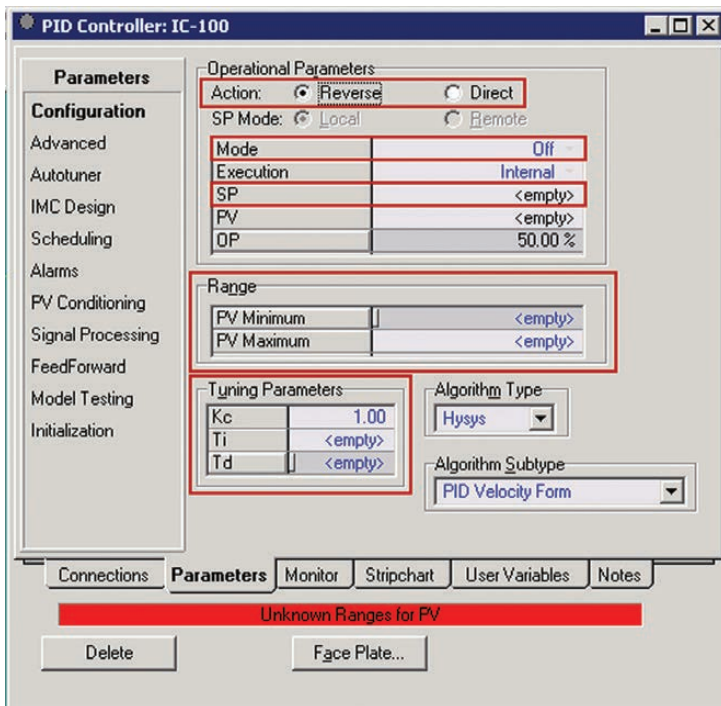 PID Controller: IC-100
Parameters
Configuration
Advanced
Autotuner
IMC Design
Scheduling
Alarms
PV Conditioning
Signal Processing
FeedForward
Model Testing
Initialization
Operational Parameters
Action: Reverse Direct
SP Mode: Local Remote
Mode Off
Execution Internal
SP <empty>
PV <empty>
OP 50.00 %
Range
PV Minimum <empty>
PV Maximum <empty>
Tuning Parameters
Kc 1.00
Ti <empty>
Td <empty>
Algorithm Type
Hysys
Algorithm Subtype
PID Velocity Form
Connections Parameters Monitor Stripchart User Variables Notes
Unknown Ranges for PV
Delete Face Plate...